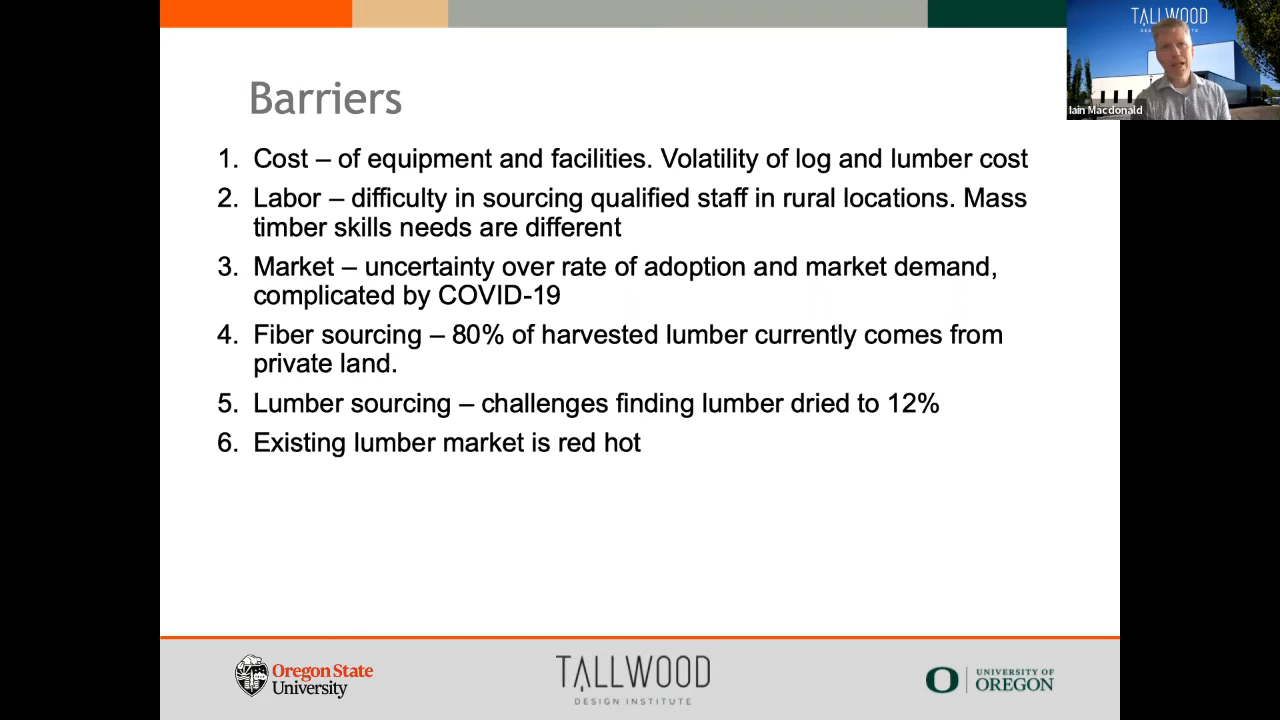 TALLWOOD
Iain Macdonald
Barriers
1. Cost – of equipment and facilities. Volatility of log and lumber cost
2. Labor – difficulty in sourcing qualified staff in rural locations. Mass
timber skills needs are different
3. Market – uncertainty over rate of adoption and market demand,
complicated by COVID-19
4. Fiber sourcing – 80% of harvested lumber currently comes from
private land.
5. Lumber sourcing – challenges finding lumber dried to 12%
6. Existing lumber market is red hot
Oregon State
University
TALLWOOD
DESIGN INSTITUTE
O
UNIVERSITY OF
OREGON